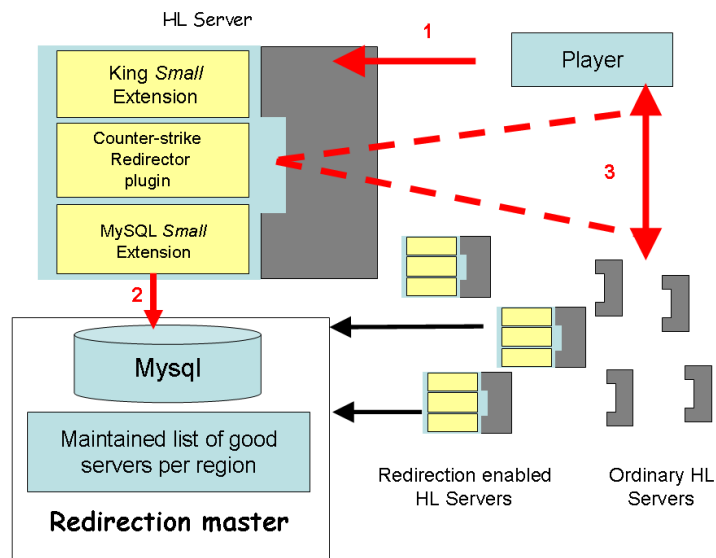 HL Server
1
King Small
Extension
Player
Counter-strike
Redirector
plugin
3
MySQL Small
Extension
2
Mysql
Maintained list of good
servers per region
Redirection master
Redirection enabled
HL Servers
Ordinary HL
Servers